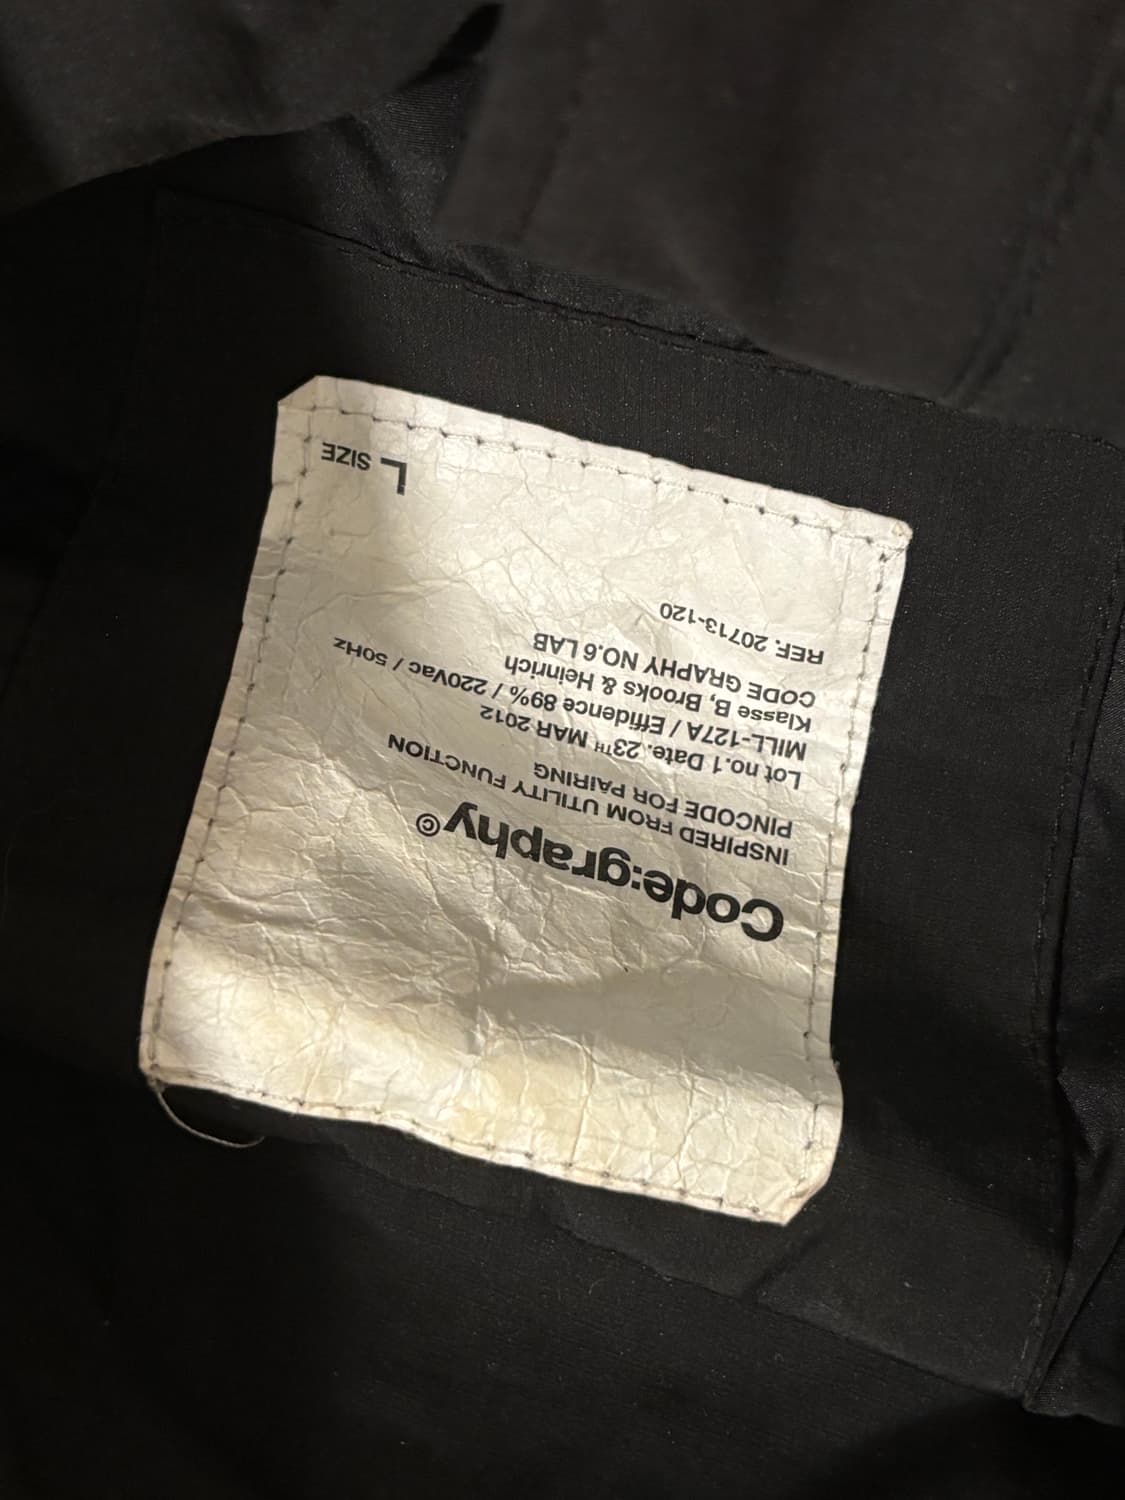 Code:graphy©
INSPIRED FROM UTILITY FUNCTION
PINCODE FOR PAIRING
Lot no.1 Date. 23TH MAR 2012
MILL-127A / Effidence 89% / 220Vac / 50Hz
Klasse B, Brooks & Heinrich
CODE GRAPHY NO.6 LAB
REF. 20713-120
L SIZE